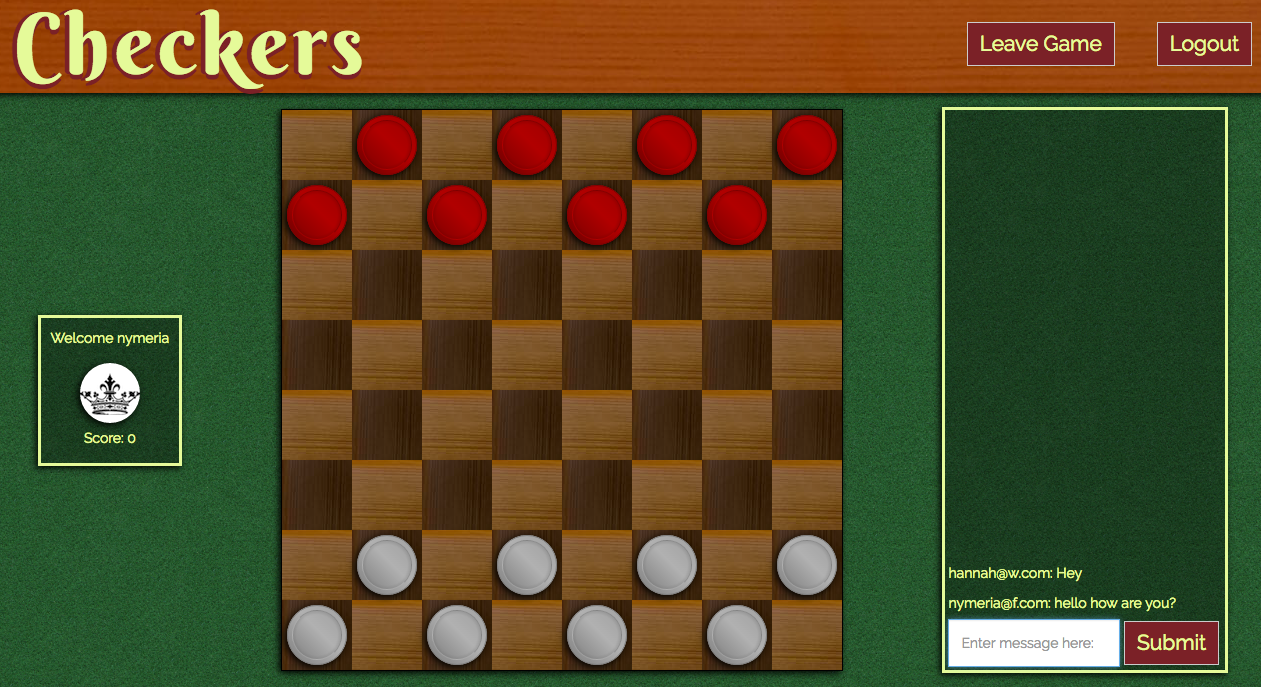 Checkers
Leave Game
Logout
Welcome nymeria
Score: 0
hannah@w.com: Hey
nymeria@f.com: hello how are you?
Enter message here:
Submit